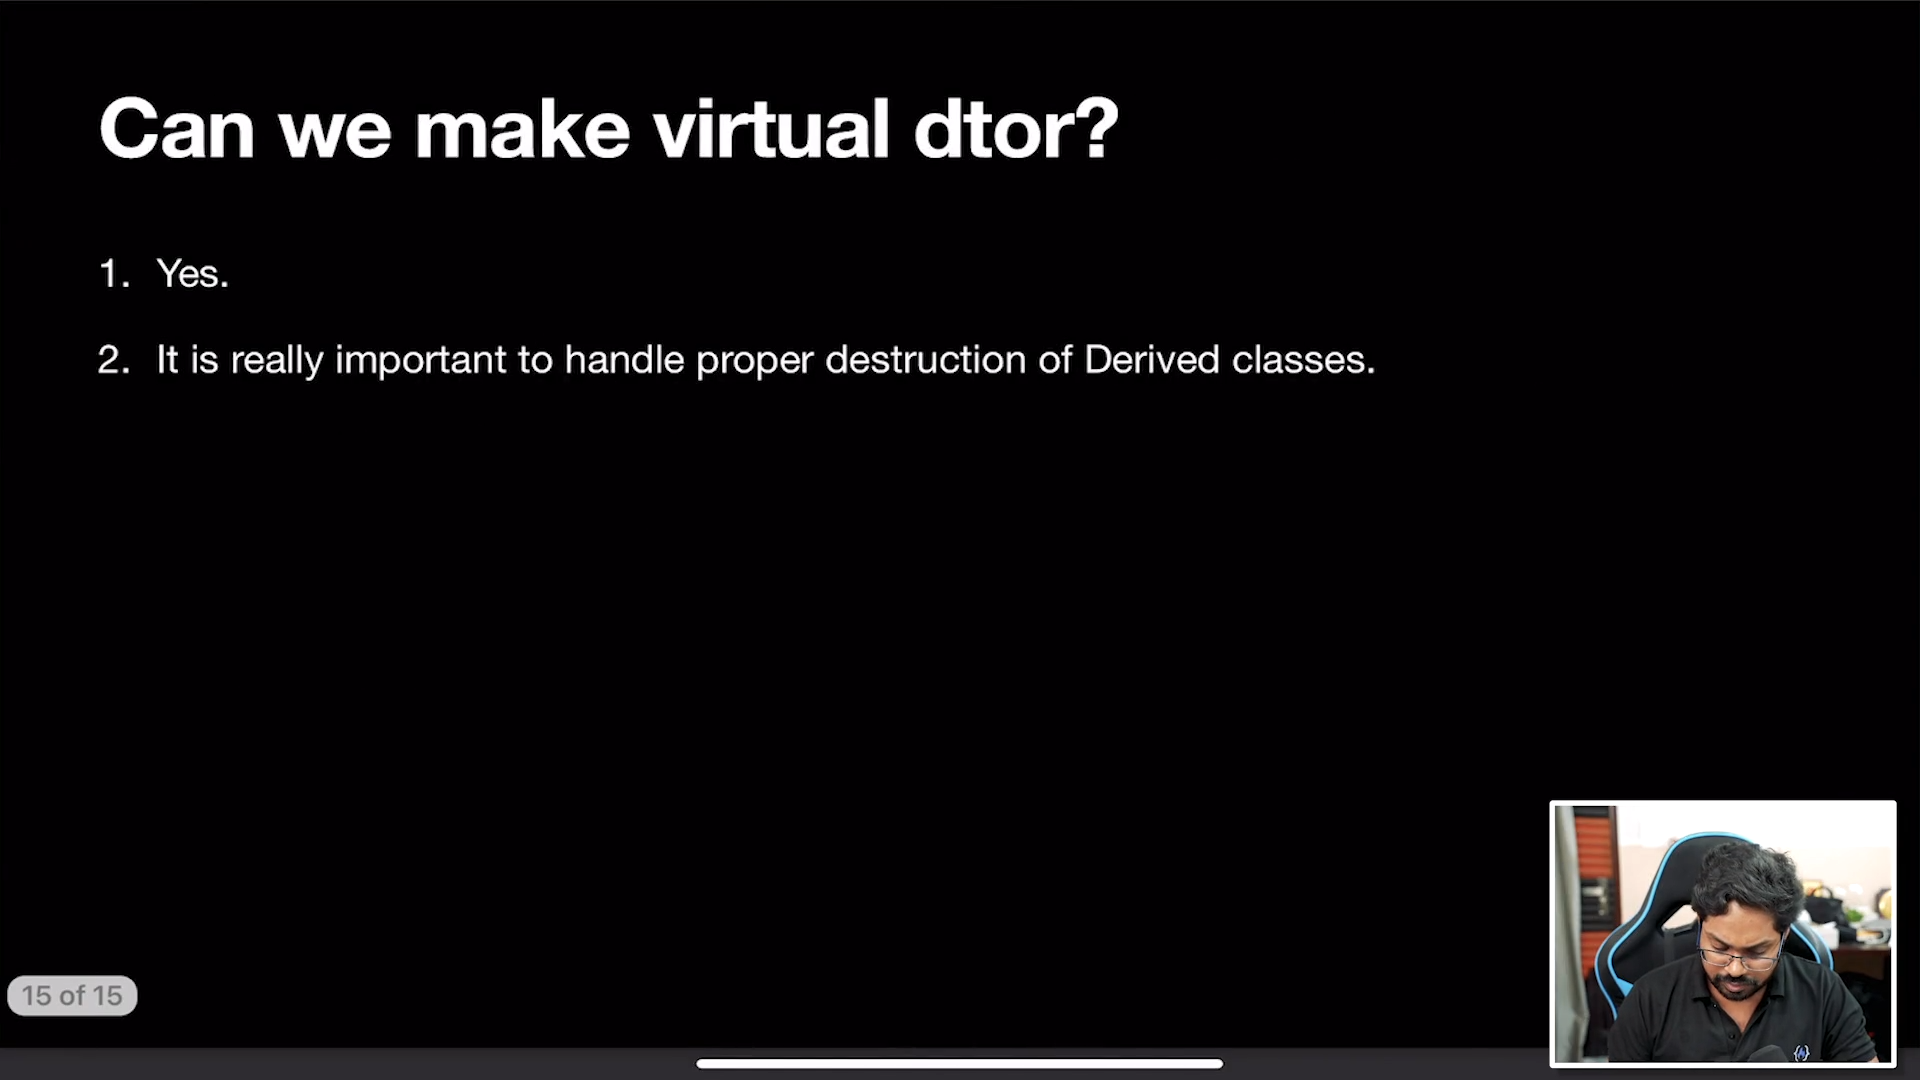 Can we make virtual dtor?
1. Yes.
2. It is really important to handle proper destruction of Derived classes.
15 of 15